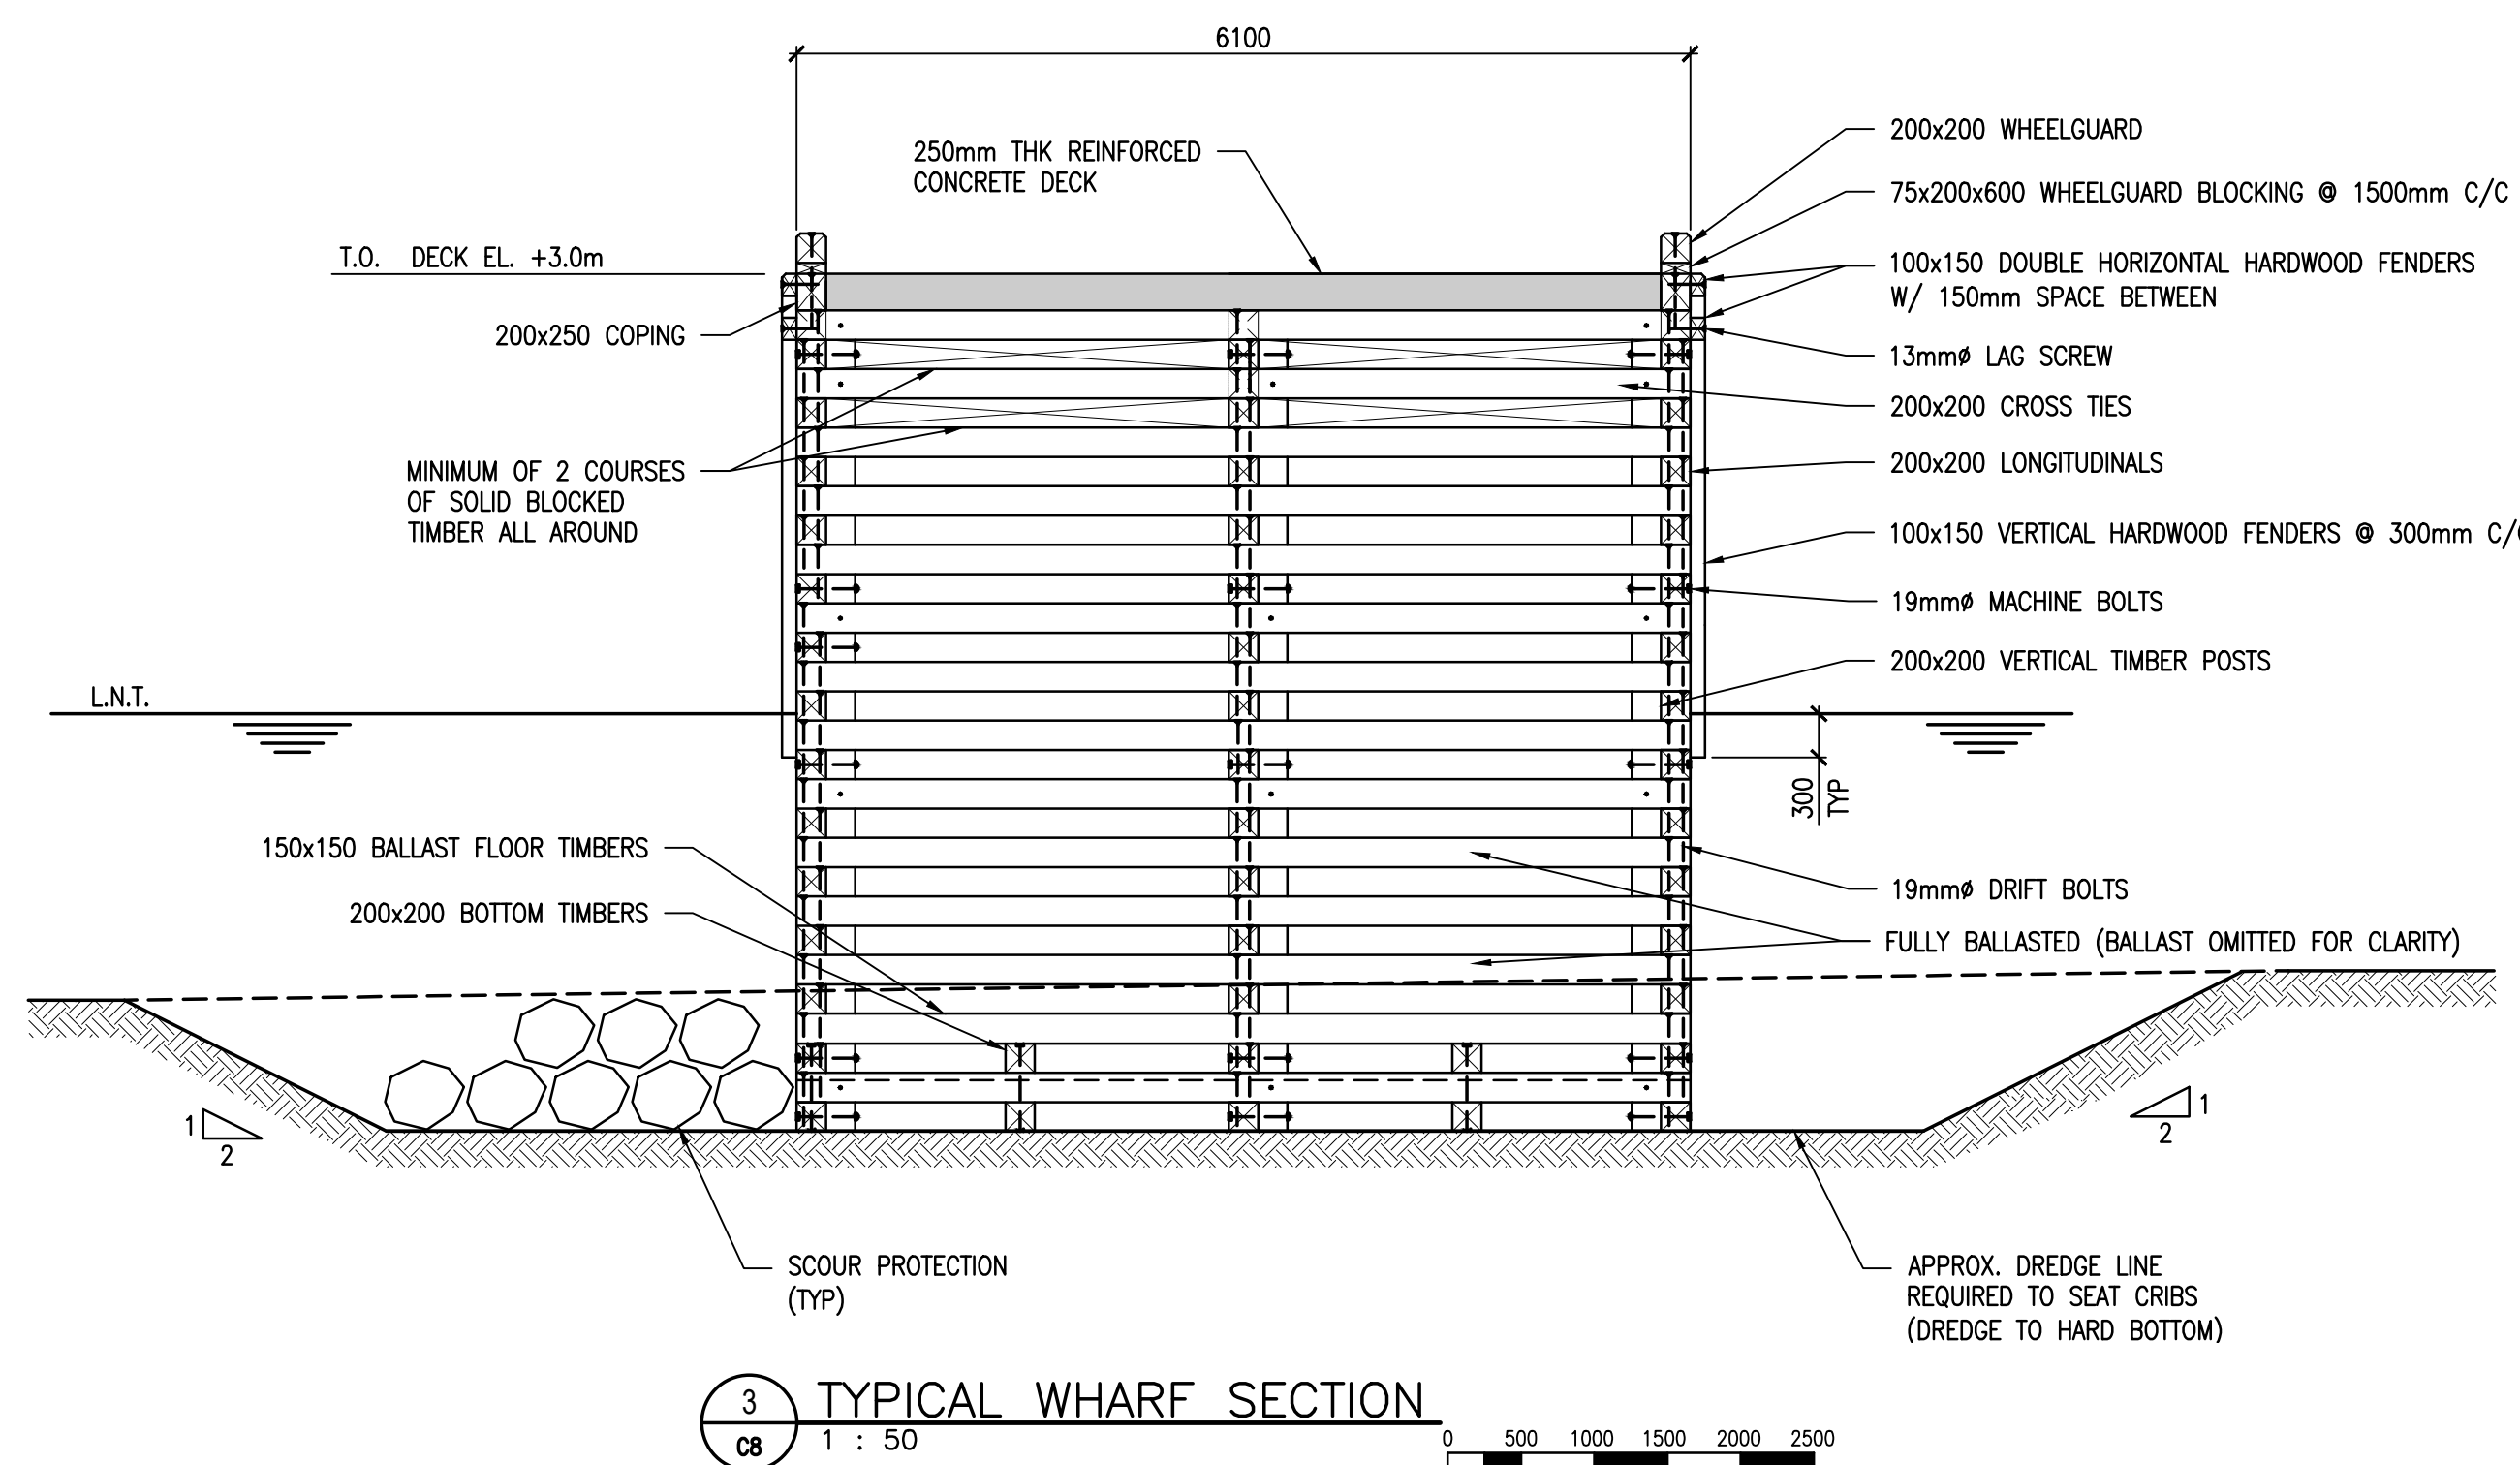 6100
250mm THK REINFORCED
CONCRETE DECK
T.O. DECK EL. +3.0m
200x250 COPING
MINIMUM OF 2 COURSES
OF SOLID BLOCKED
TIMBER ALL AROUND
L.N.T.
150x150 BALLAST FLOOR TIMBERS
200x200 BOTTOM TIMBERS
200x200 WHEELGUARD
75x200x600 WHEELGUARD BLOCKING @ 1500mm C/C
100x150 DOUBLE HORIZONTAL HARDWOOD FENDERS
W/ 150mm SPACE BETWEEN
13mmø LAG SCREW
200x200 CROSS TIES
200x200 LONGITUDINALS
100x150 VERTICAL HARDWOOD FENDERS @ 300mm C/C
19mmø MACHINE BOLTS
200x200 VERTICAL TIMBER POSTS
300
TYP
19mmø DRIFT BOLTS
FULLY BALLASTED (BALLAST OMITTED FOR CLARITY)
1
2
1
2
SCOUR PROTECTION
(TYP)
APPROX. DREDGE LINE
REQUIRED TO SEAT CRIBS
(DREDGE TO HARD BOTTOM)
3
C8
TYPICAL WHARF SECTION
1 : 50
0 500 1000 1500 2000 2500